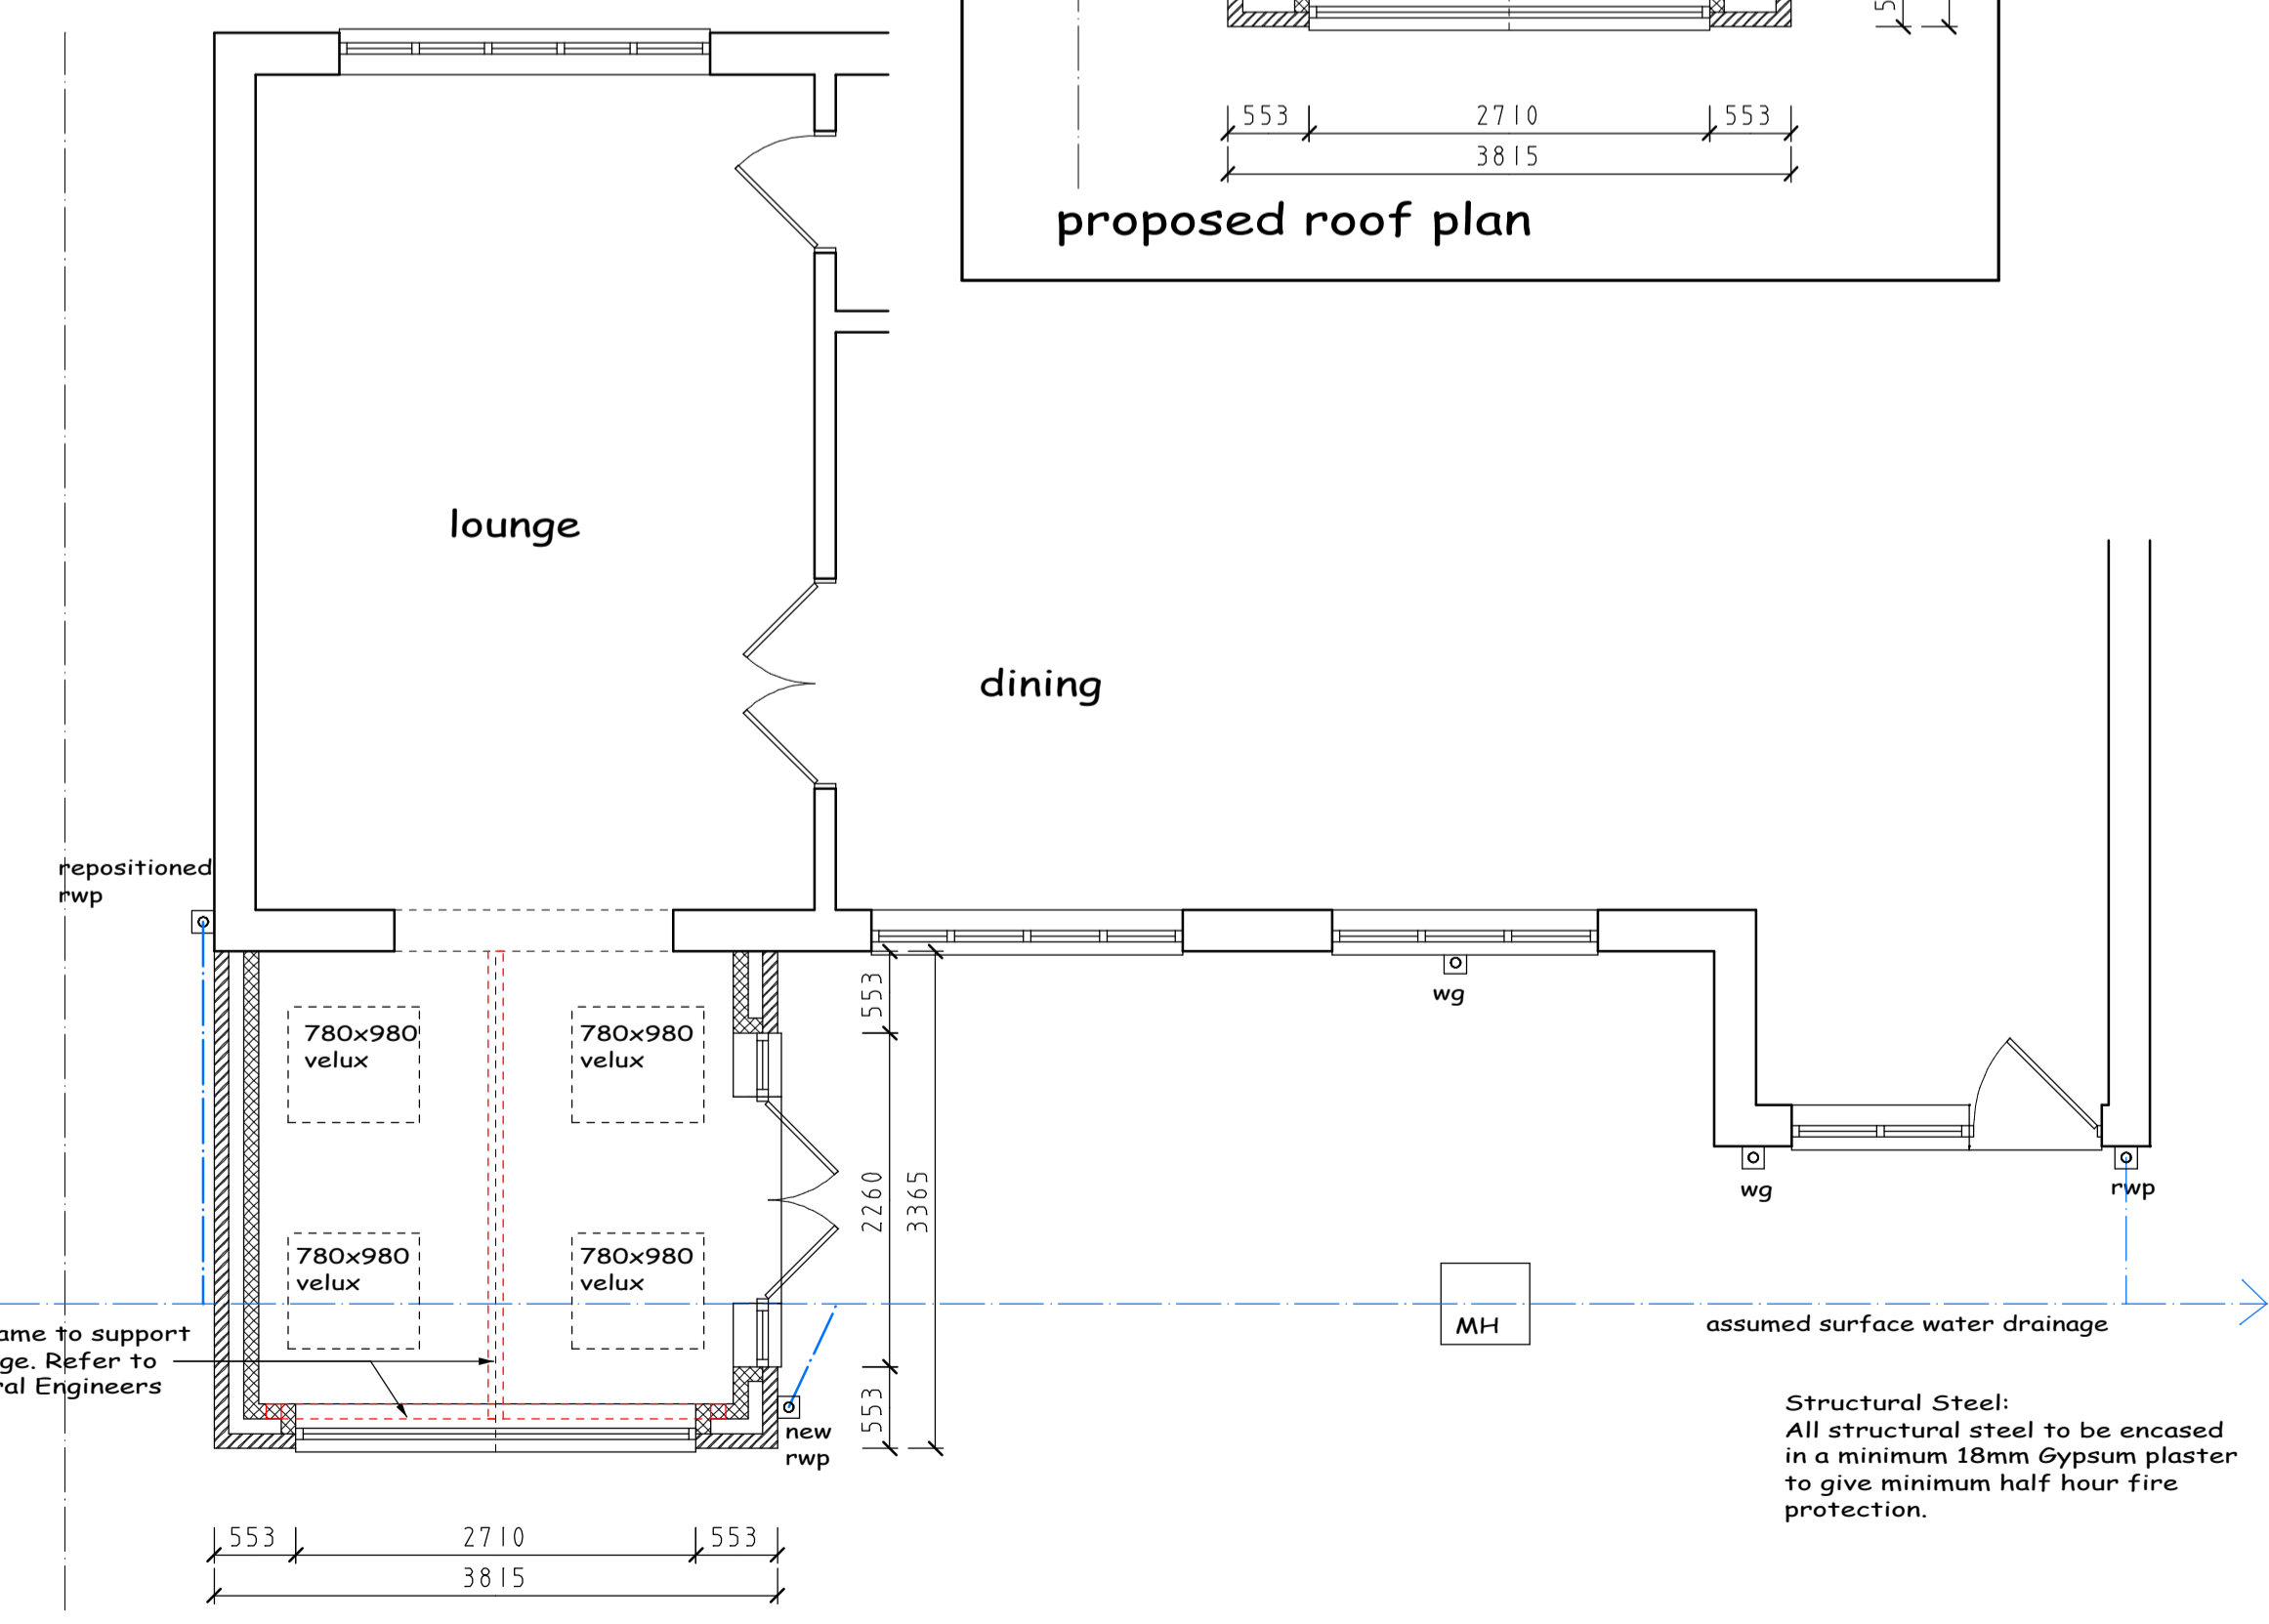 5
553 2710 553
3815
proposed roof plan
lounge
dining
repositioned
rwp
wg
553
2260
3365
553
780x980
velux
780x980
velux
780x980
velux
780x980
velux
wg
rwp
MH
assumed surface water drainage
ame to support
ge. Refer to
ral Engineers
new
rwp
Structural Steel:
All structural steel to be encased
in a minimum 18mm Gypsum plaster
to give minimum half hour fire
protection.
553 2710 553
3815